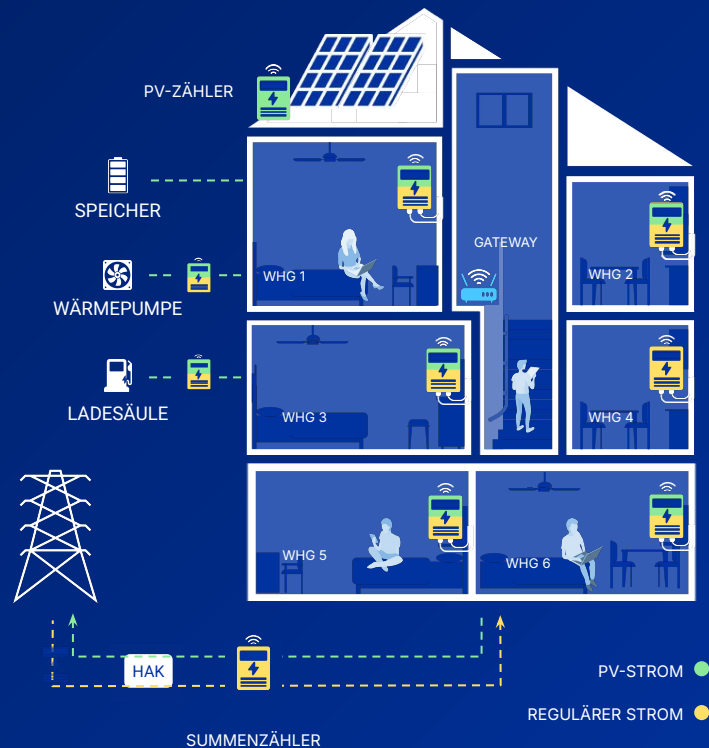 PV-ZÄHLER
SPEICHER
GATEWAY
WHG 1
WHG 2
WÄRMEPUMPE
LADESÄULE
WHG 3
WHG 4
WHG 5
WHG 6
HAK
PV-STROM
REGULÄRER STROM
SUMMENZÄHLER